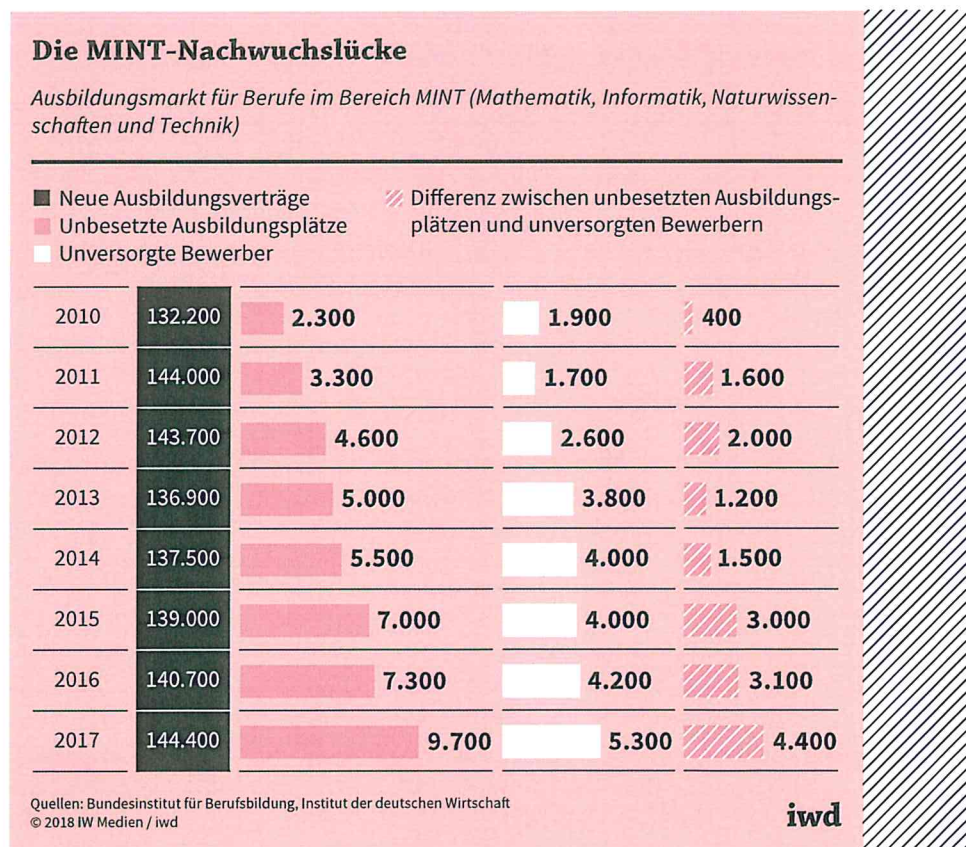 Die MINT-Nachwuchslücke
Ausbildungsmarkt für Berufe im Bereich MINT (Mathematik, Informatik, Naturwissen-
schaften und Technik)
Neue Ausbildungsverträge
Unbesetzte Ausbildungsplätze
Unversorgte Bewerber
Differenz zwischen unbesetzten Ausbildungs-
plätzen und unversorgten Bewerbern
2010 132.200 2.300 1.900 400
2011 144.000 3.300 1.700 1.600
2012 143.700 4.600 2.600 2.000
2013 136.900 5.000 3.800 1.200
2014 137.500 5.500 4.000 1.500
2015 139.000 7.000 4.000 3.000
2016 140.700 7.300 4.200 3.100
2017 144.400 9.700 5.300 4.400
Quellen: Bundesinstitut für Berufsbildung, Institut der deutschen Wirtschaft
© 2018 IW Medien / iwd
iwd